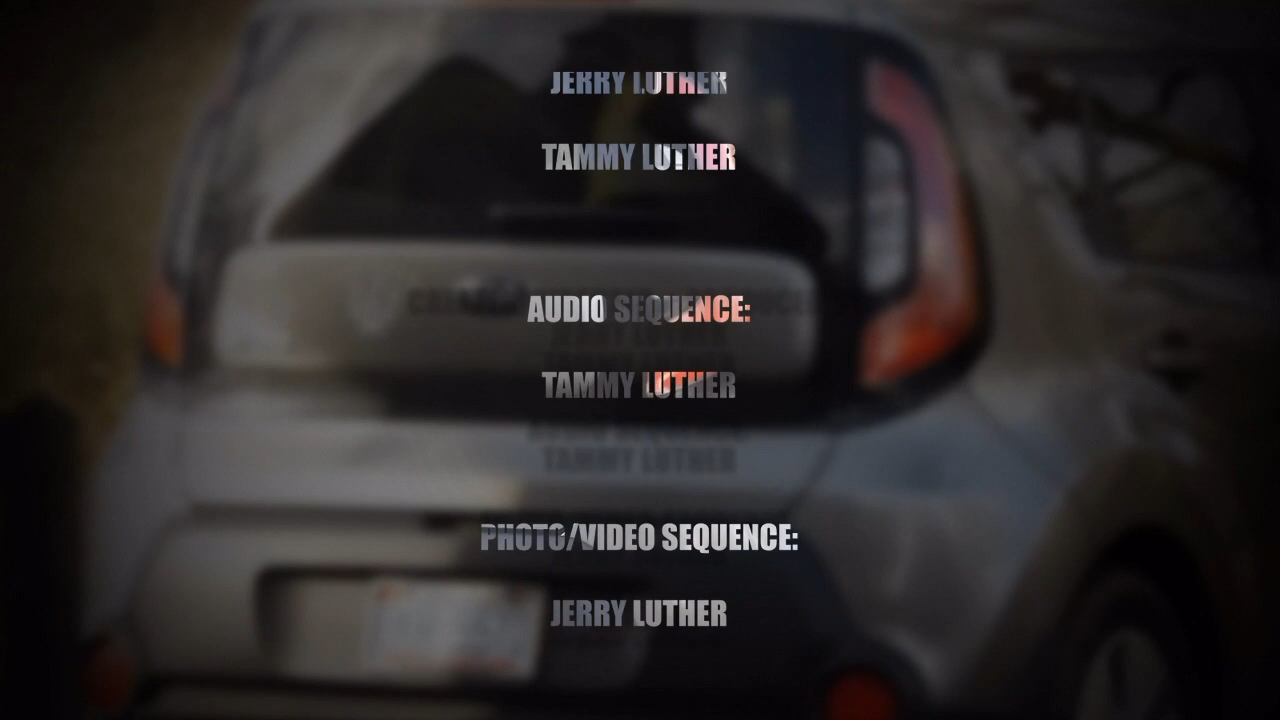 JERRY LUTHER
TAMMY LUTHER
AUDIO SEQUENCE:
TAMMY LUTHER
PHOTO/VIDEO SEQUENCE:
JERRY LUTHER